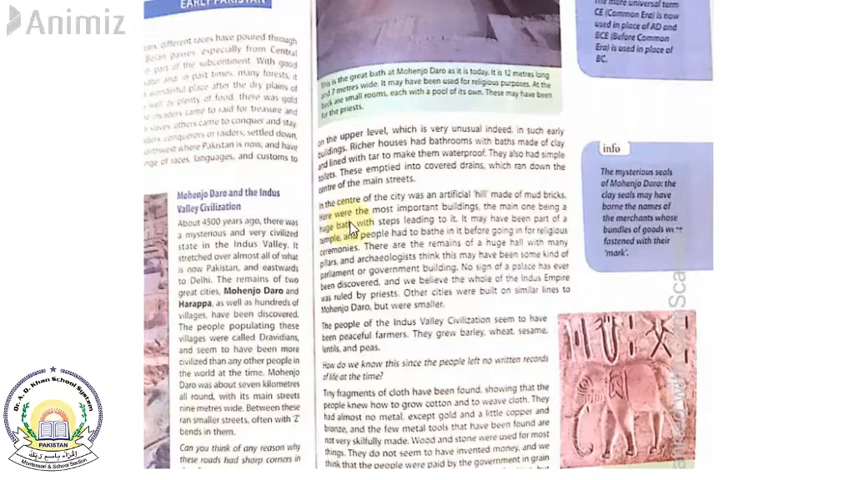 Animiz
EARLY PAKISTAN
different races have poured through
Bolan passes, especially from Central
part of the subcontinent. With good
and in past times, many forests, it
wonderful place after the dry plains of
well as plenty of food, there was gold
invaders came to raid for treasure and
slaves, others came to conquer and stay.
conquerors or raiders, settled down,
northwest where Pakistan is now, and have
of races, languages, and customs to
Mohenjo Daro and the Indus
Valley Civilization
About 4500 years ago, there was
a mysterious and very civilized
state in the Indus Valley. It
stretched over almost all of what
is now Pakistan, and eastwards
to Delhi. The remains of two
great cities, Mohenjo Daro and
Harappa, as well as hundreds of
villages, have been discovered.
The people populating these
villages were called Dravidians,
and seem to have been more
civilized than any other people in
the world at the time. Mohenjo
Daro was about seven kilometres
all round, with its main streets
nine metres wide. Between these
ran smaller streets, often with 'Z'
bends in them.
Can you think of any reason why
these roads had sharp corners in
This is the great bath at Mohenjo Daro as it is today. It is 12 metres long
and 7 metres wide. It may have been used for religious purposes. At the
back are small rooms, each with a pool of its own. These may have been
for the priests.
on the upper level, which is very unusual indeed, in such early
buildings. Richer houses had bathrooms with baths made of clay
and lined with tar to make them waterproof. They also had simple
toilets. These emptied into covered drains, which ran down the
centre of the main streets.
In the centre of the city was an artificial 'hill' made of mud bricks.
Here were the most important buildings, the main one being a
huge bath with steps leading to it. It may have been part of a
temple, and people had to bathe in it before going in for religious
ceremonies. There are the remains of a huge hall with many
pillars, and archaeologists think this may have been some kind of
parliament or government building. No sign of a palace has ever
been discovered, and we believe the whole of the Indus Empire
was ruled by priests. Other cities were built on similar lines to
Mohenjo Daro, but were smaller.
The people of the Indus Valley Civilization seem to have
been peaceful farmers. They grew barley, wheat, sesame,
lentils, and peas.
How do we know this since the people left no written records
of life at the time?
Tiny fragments of cloth have been found, showing that the
people knew how to grow cotton and to weave cloth. They
had almost no metal, except gold and a little copper and
bronze, and the few metal tools that have been found are
not very skilfully made. Wood and stone were used for most
things. They do not seem to have invented money, and we
think that the people were paid by the government in grain
The more universal term
CE (Common Era) is now
used in place of AD and
BCE (Before Common
Era) is used in place of
BC.
info
The mysterious seals
of Mohenjo Daro: the
clay seals may have
borne the names of
the merchants whose
bundles of goods were
fastened with their
'mark'.
Dr. A. Q. Khan School System
PAKISTAN
Montessori & School Section